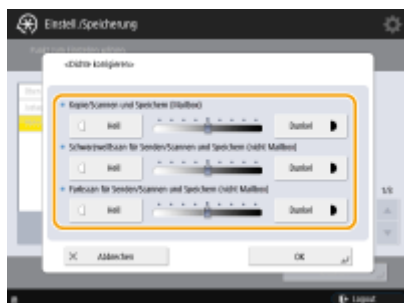 Einstell./Speicherung
<Dichte korrigieren>
Kopie/Scannen und Speichern (Mailbox)
Hell
Dunkel
Schwarzweißscan für Senden/Scannen und Speichern (nicht Mailbox)
Hell
Dunkel
Farbscan für Senden/Scannen und Speichern (nicht Mailbox)
Hell
Dunkel
1/3
Abbrechen
OK
Logout